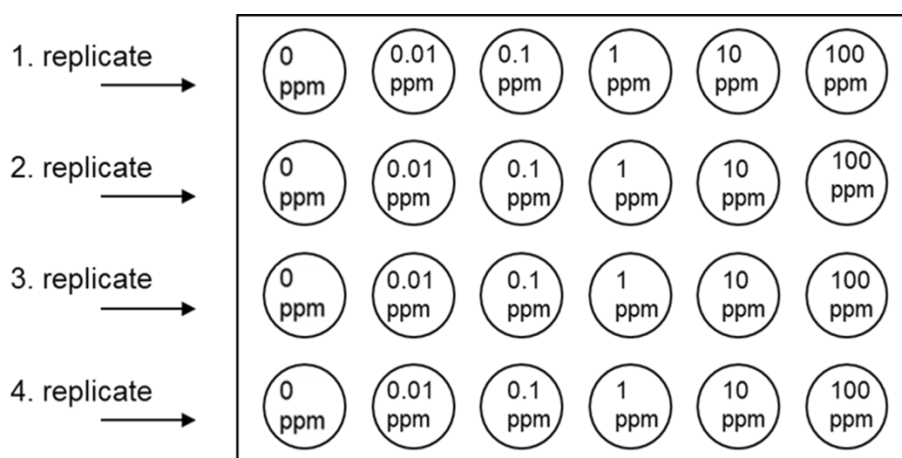 1. replicate
0 ppm
0.01 ppm
0.1 ppm
1 ppm
10 ppm
100 ppm
2. replicate
0 ppm
0.01 ppm
0.1 ppm
1 ppm
10 ppm
100 ppm
3. replicate
0 ppm
0.01 ppm
0.1 ppm
1 ppm
10 ppm
100 ppm
4. replicate
0 ppm
0.01 ppm
0.1 ppm
1 ppm
10 ppm
100 ppm